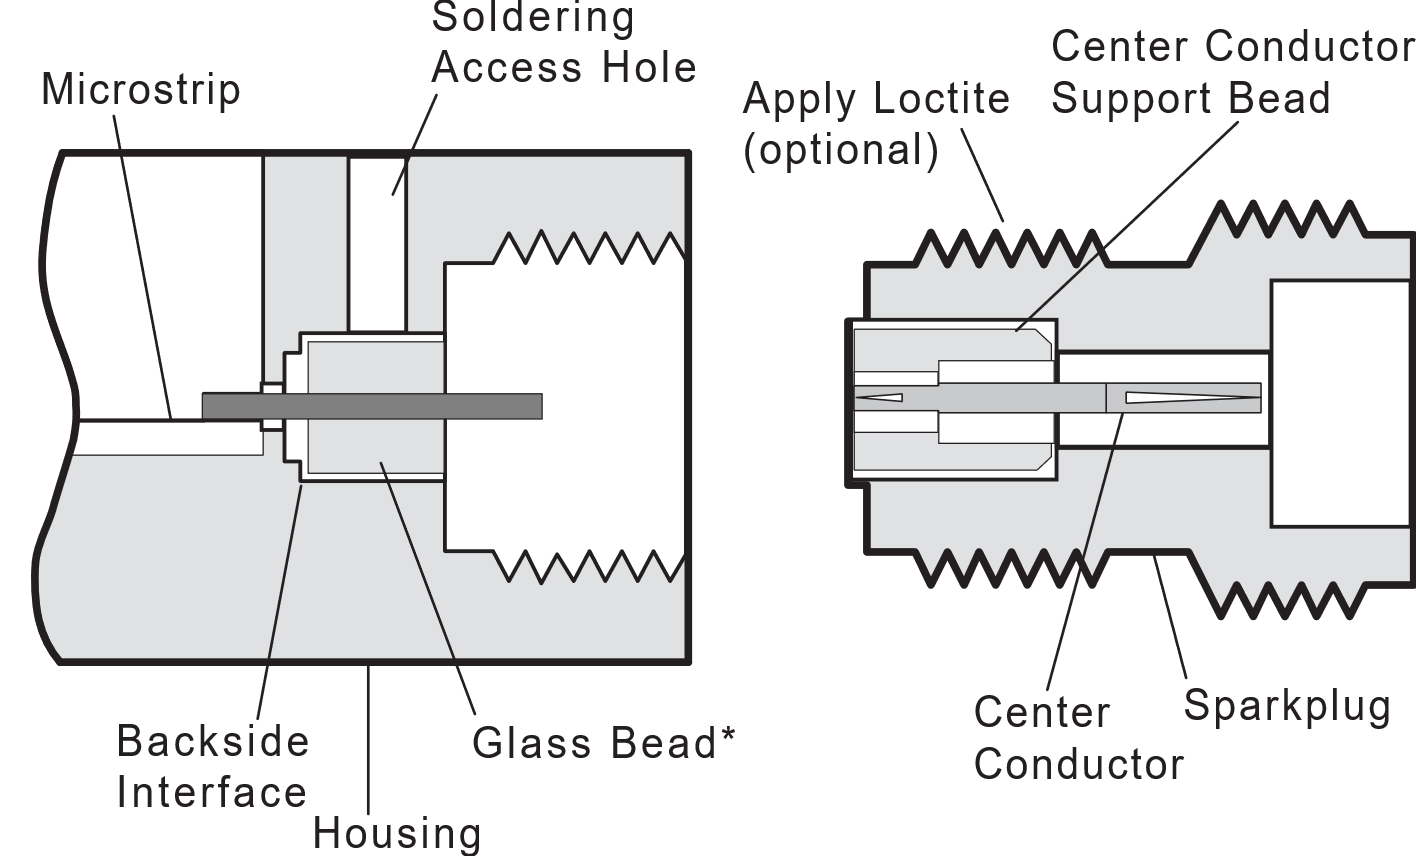 Soldering
Access Hole
Microstrip
Center Conductor
Support Bead
Apply Loctite
(optional)
Backside
Interface
Glass Bead*
Housing
Center
Conductor
Sparkplug